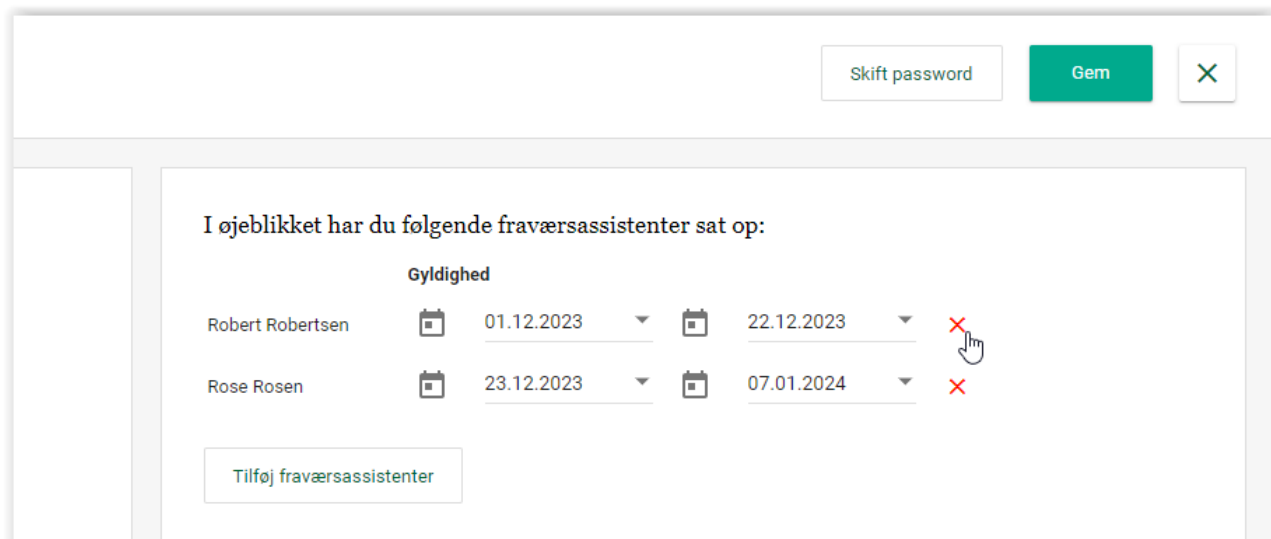 Skift password Gem
I øjeblikket har du følgende fraværsassistenter sat op:
Gyldighed
Robert Robertsen 01.12.2023 22.12.2023
Rose Rosen 23.12.2023 07.01.2024
Tilføj fraværsassistenter